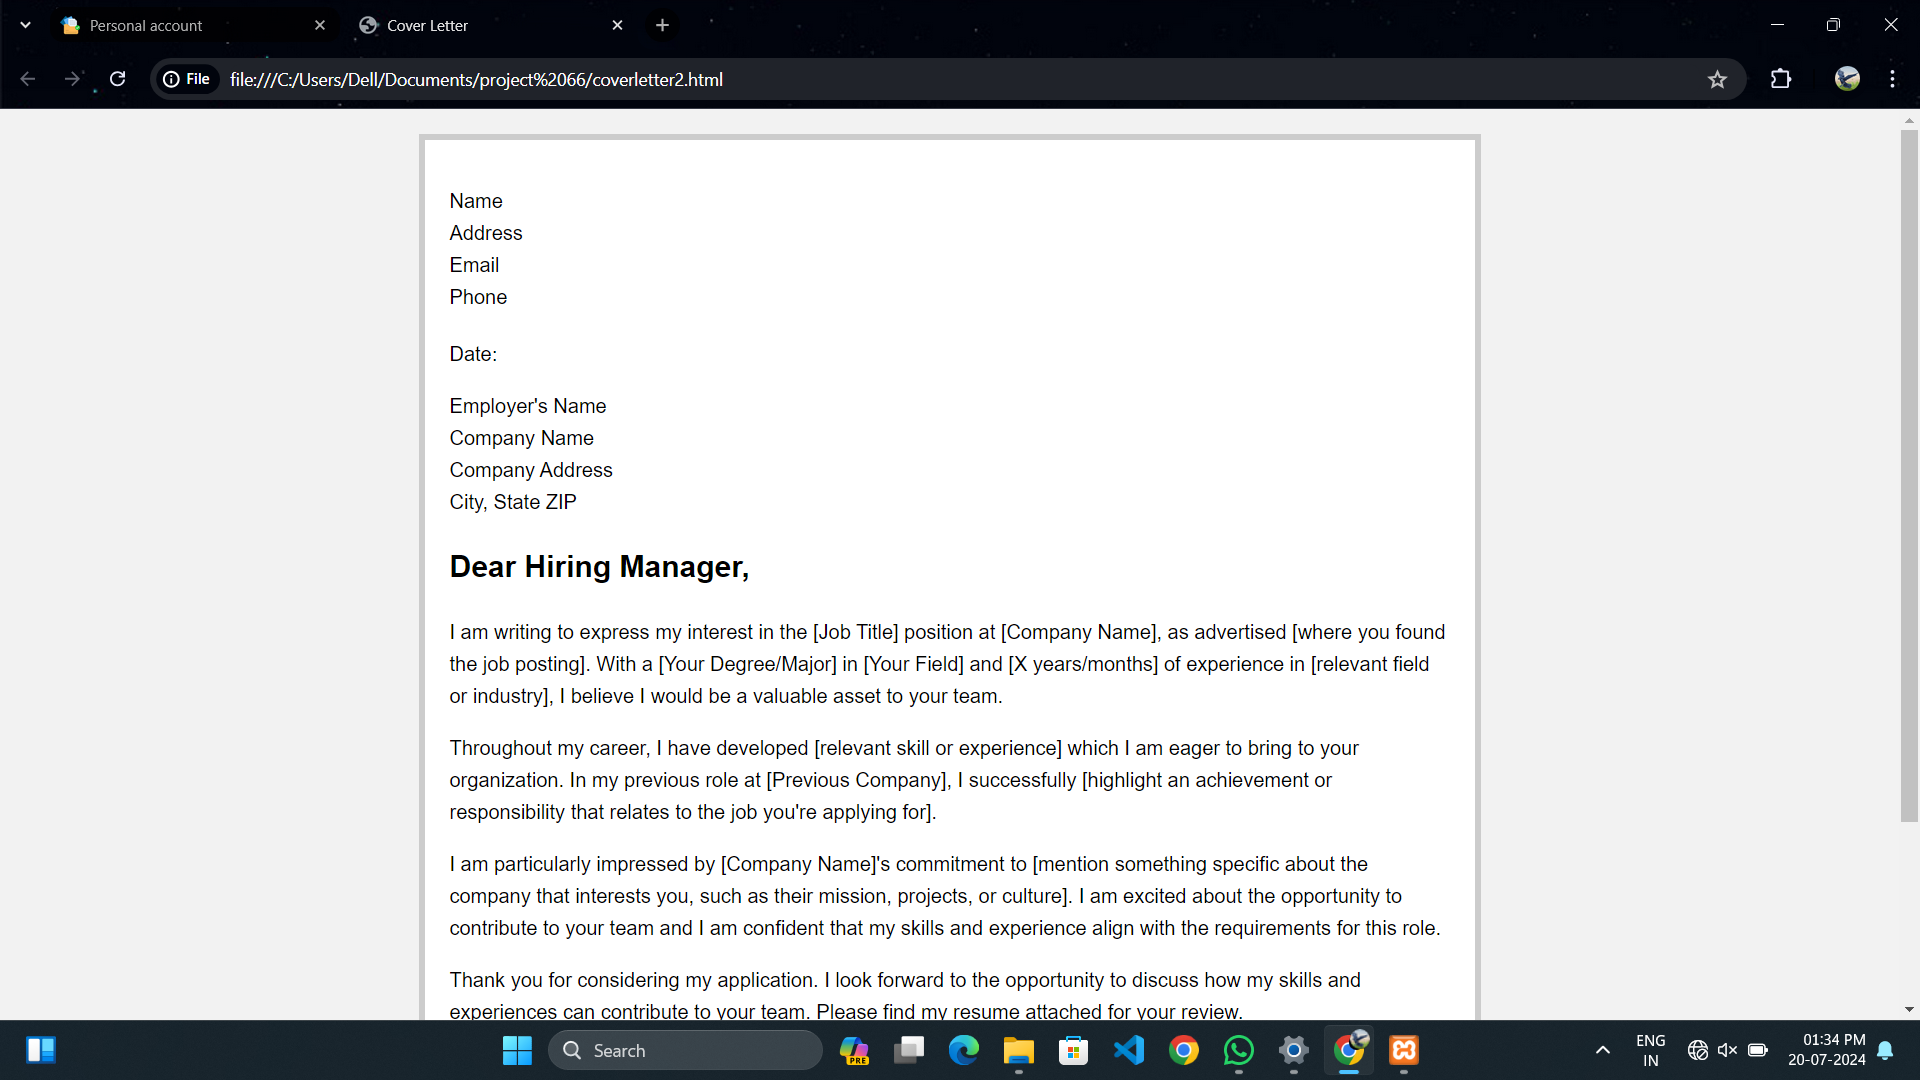 Personal account
Cover Letter
File
file:///C:/Users/Dell/Documents/project%2066/coverletter2.html
Name
Address
Email
Phone
Date:
Employer's Name
Company Name
Company Address
City, State ZIP
Dear Hiring Manager,
I am writing to express my interest in the [Job Title] position at [Company Name], as advertised [where you found
the job posting]. With a [Your Degree/Major] in [Your Field] and [X years/months] of experience in [relevant field
or industry], I believe I would be a valuable asset to your team.
Throughout my career, I have developed [relevant skill or experience] which I am eager to bring to your
organization. In my previous role at [Previous Company], I successfully [highlight an achievement or
responsibility that relates to the job you're applying for].
I am particularly impressed by [Company Name]'s commitment to [mention something specific about the
company that interests you, such as their mission, projects, or culture]. I am excited about the opportunity to
contribute to your team and I am confident that my skills and experience align with the requirements for this role.
Thank you for considering my application. I look forward to the opportunity to discuss how my skills and
experiences can contribute to your team. Please find my resume attached for your review.
Search
PRE
ENG
IN
01:34 PM
20-07-2024